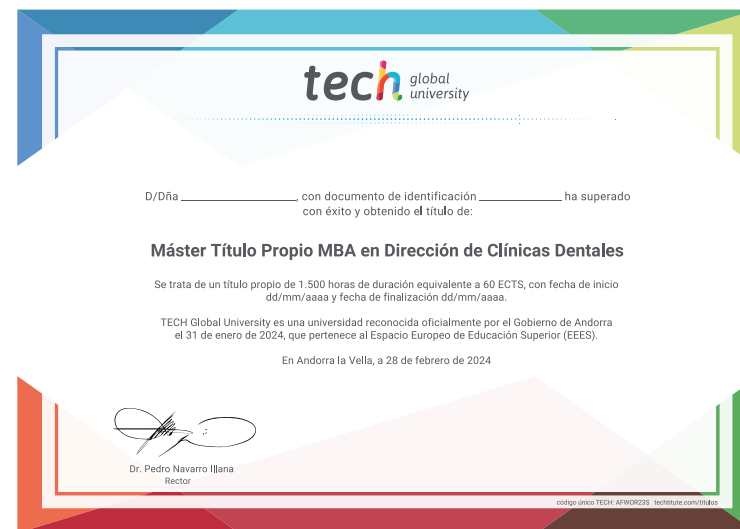 tech global university
D/Dña ____________, con documento de identificación ____________ ha superado
con éxito y obtenido el título de:
Máster Título Propio MBA en Dirección de Clínicas Dentales
Se trata de un título propio de 1.500 horas de duración equivalente a 60 ECTS, con fecha de inicio
dd/mm/aaaa y fecha de finalización dd/mm/aaaa.
TECH Global University es una universidad reconocida oficialmente por el Gobierno de Andorra
el 31 de enero de 2024, que pertenece al Espacio Europeo de Educación Superior (EEES).
En Andorra la Vella, a 28 de febrero de 2024
Dr. Pedro Navarro Illana
Rector
código único TECH: AFWOR23S techtitute.com/titulos